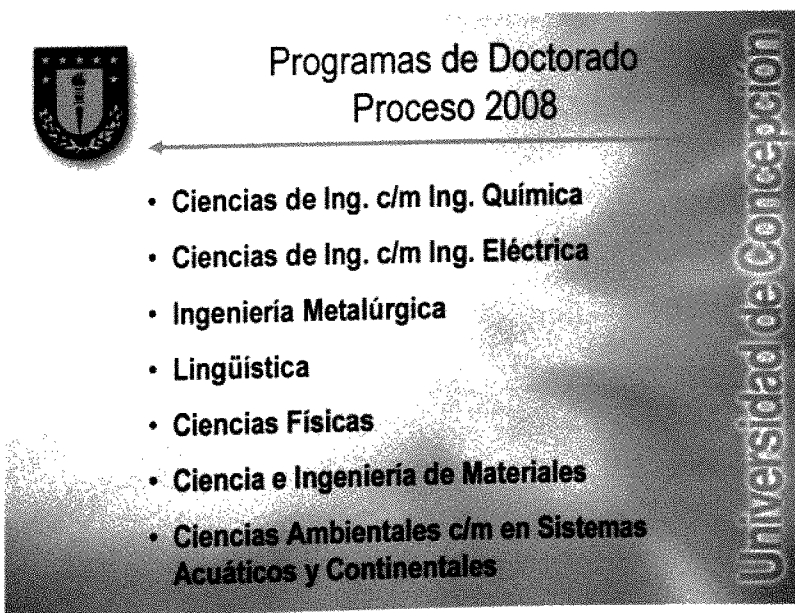 Programas de Doctorado
Proceso 2008
• Ciencias de Ing. c/m Ing. Química
• Ciencias de Ing. c/m Ing. Eléctrica
• Ingeniería Metalúrgica
• Lingüística
• Ciencias Físicas
• Ciencia e Ingeniería de Materiales
• Ciencias Ambientales c/m en Sistemas
Acuáticos y Continentales
Universidad de Concepción